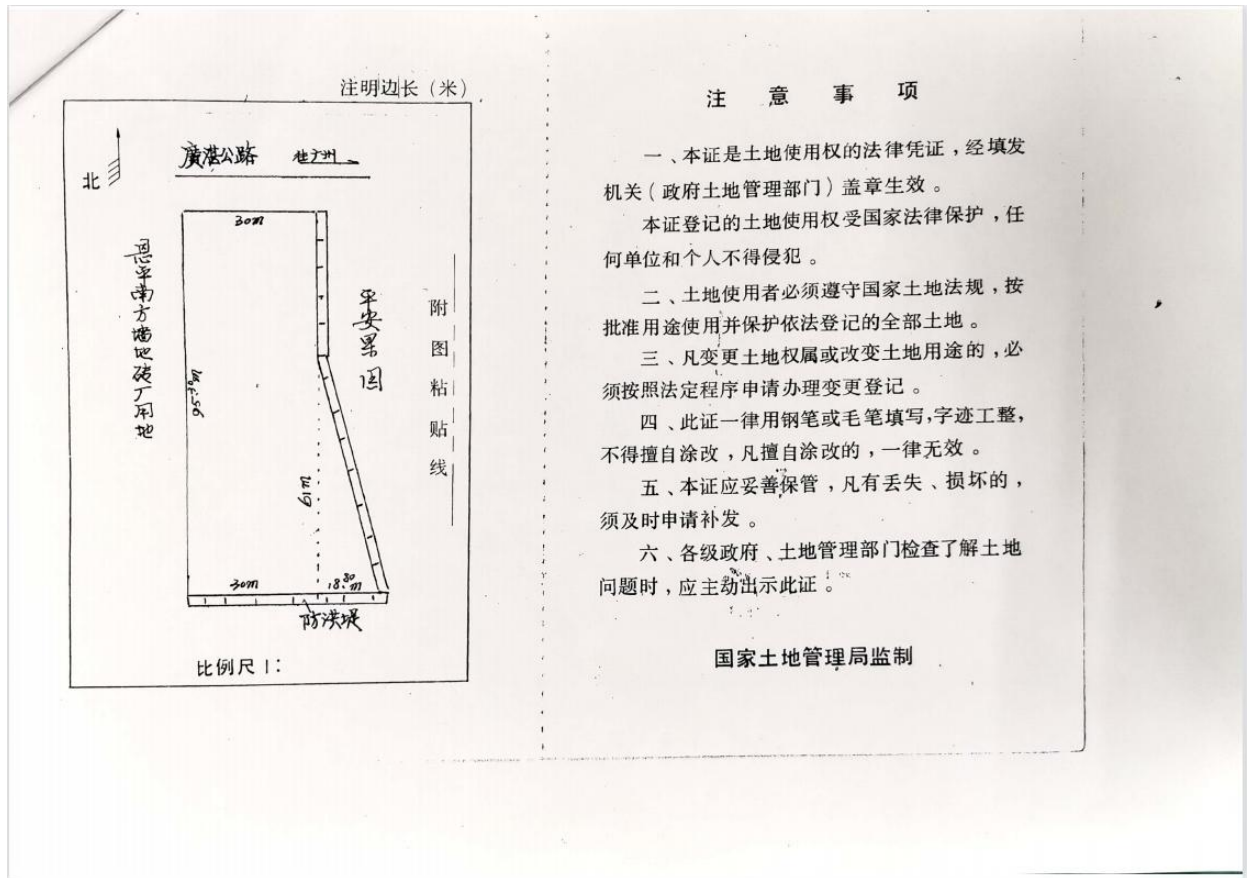 注明边长（米）
廣湛公路 往广州
北
30m
恩平南方墙地砖厂用地
平安果园
附图粘贴线
61m
30m
18.80m
防洪堤
比例尺1:
注意事项
一、本证是土地使用权的法律凭证，经填发
机关（政府土地管理部门）盖章生效。
本证登记的土地使用权受国家法律保护，任
何单位和个人不得侵犯。
二、土地使用者必须遵守国家土地法规，按
批准用途使用并保护依法登记的全部土地。
三、凡变更土地权属或改变土地用途的，必
须按照法定程序申请办理变更登记。
四、此证一律用钢笔或毛笔填写,字迹工整,
不得擅自涂改，凡擅自涂改的，一律无效。
五、本证应妥善保管，凡有丢失、损坏的，
须及时申请补发。
六、各级政府、土地管理部门检查了解土地
问题时，应主动出示此证。
国家土地管理局监制